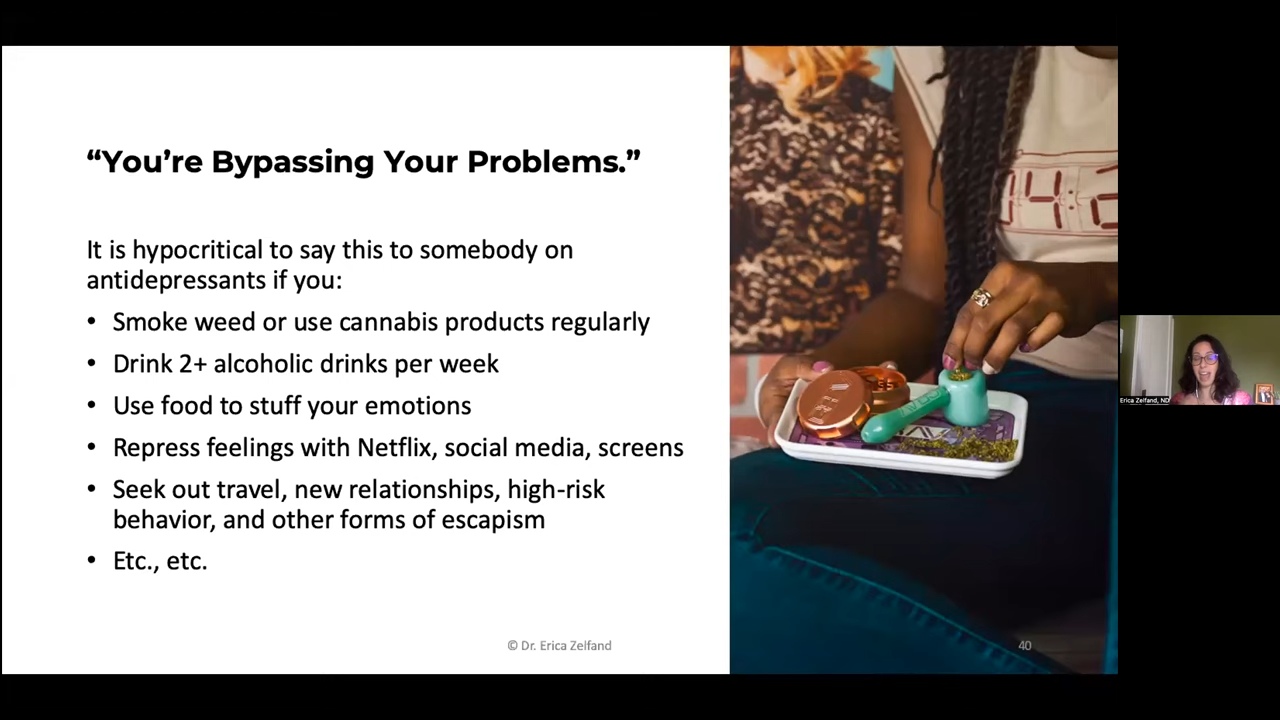 “You’re Bypassing Your Problems.”
It is hypocritical to say this to somebody on
antidepressants if you:
• Smoke weed or use cannabis products regularly
• Drink 2+ alcoholic drinks per week
• Use food to stuff your emotions
• Repress feelings with Netflix, social media, screens
• Seek out travel, new relationships, high-risk
behavior, and other forms of escapism
• Etc., etc.
© Dr. Erica Zelfand
40
Erica Zelfand, ND